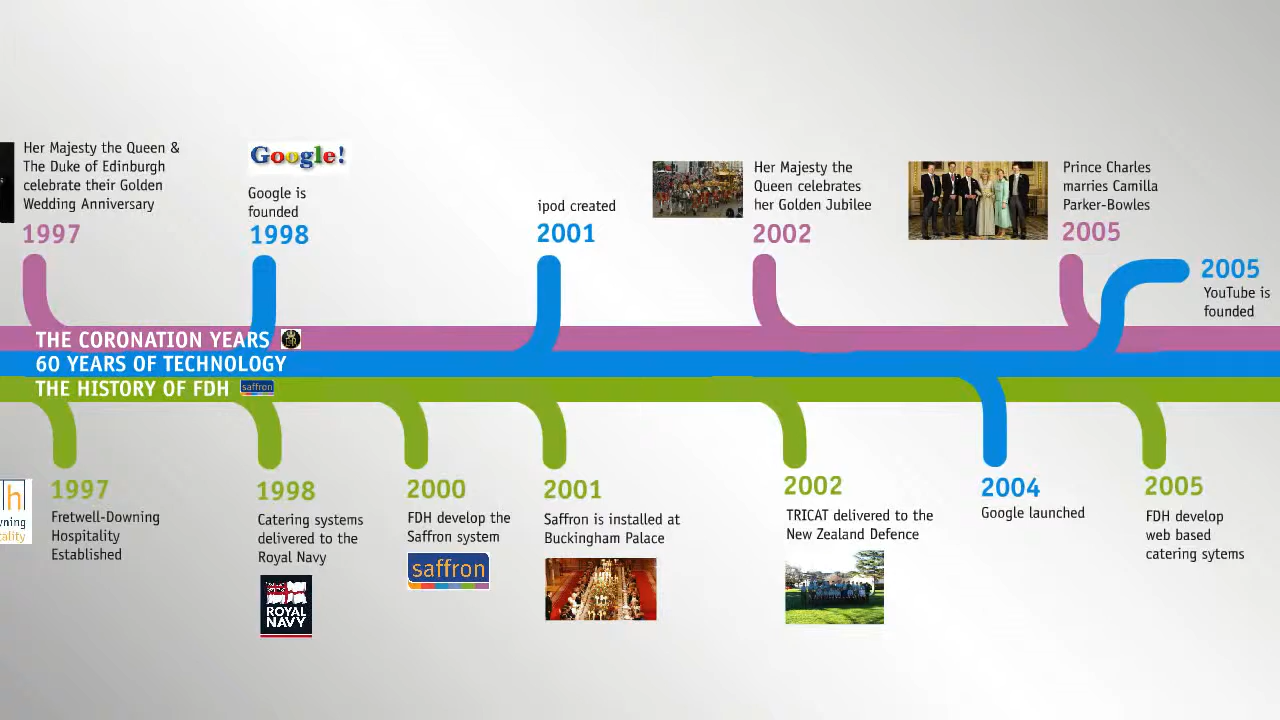 Her Majesty the Queen &
The Duke of Edinburgh
celebrate their Golden
Wedding Anniversary
1997
Google!
Google is
founded
1998
ipod created
2001
Her Majesty the
Queen celebrates
her Golden Jubilee
2002
Prince Charles
marries Camilla
Parker-Bowles
2005
2005
YouTube is
founded
THE CORONATION YEARS
60 YEARS OF TECHNOLOGY
THE HISTORY OF FDH
saffron
1997
Fretwell-Downing
Hospitality
Established
1998
Catering systems
delivered to the
Royal Navy
ROYAL
NAVY
2000
FDH develop the
Saffron system
saffron
2001
Saffron is installed at
Buckingham Palace
2002
TRICAT delivered to the
New Zealand Defence
2004
Google launched
2005
FDH develop
web based
catering sytems